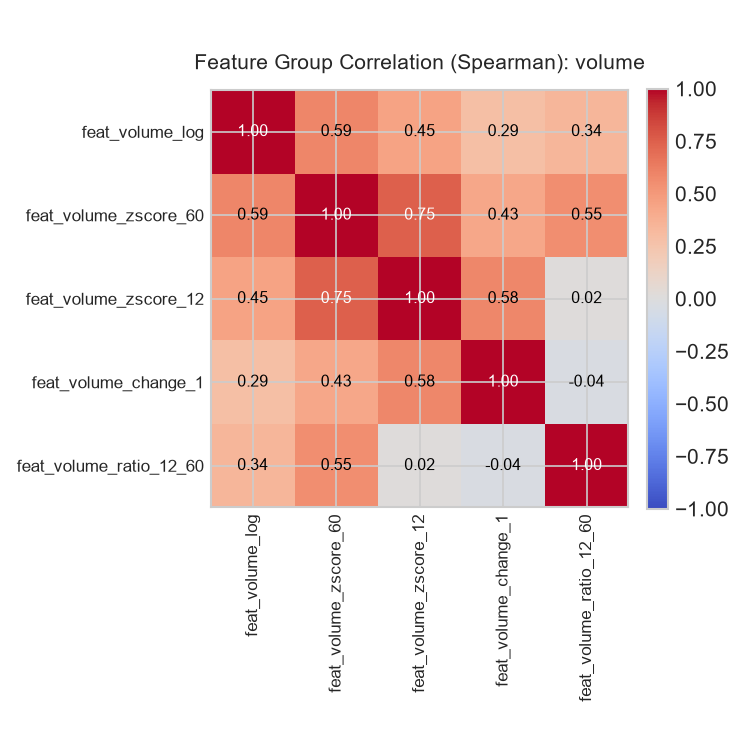 Feature Group Correlation (Spearman): volume
feat_volume_log 1.00 0.59 0.45 0.29 0.34
feat_volume_zscore_60 0.59 1.00 0.75 0.43 0.55
feat_volume_zscore_12 0.45 0.75 1.00 0.58 0.02
feat_volume_change_1 0.29 0.43 0.58 1.00 -0.04
feat_volume_ratio_12_60 0.34 0.55 0.02 -0.04 1.00
feat_volume_log
feat_volume_zscore_60
feat_volume_zscore_12
feat_volume_change_1
feat_volume_ratio_12_60
1.00
0.75
0.50
0.25
0.00
−0.25
−0.50
−0.75
−1.00